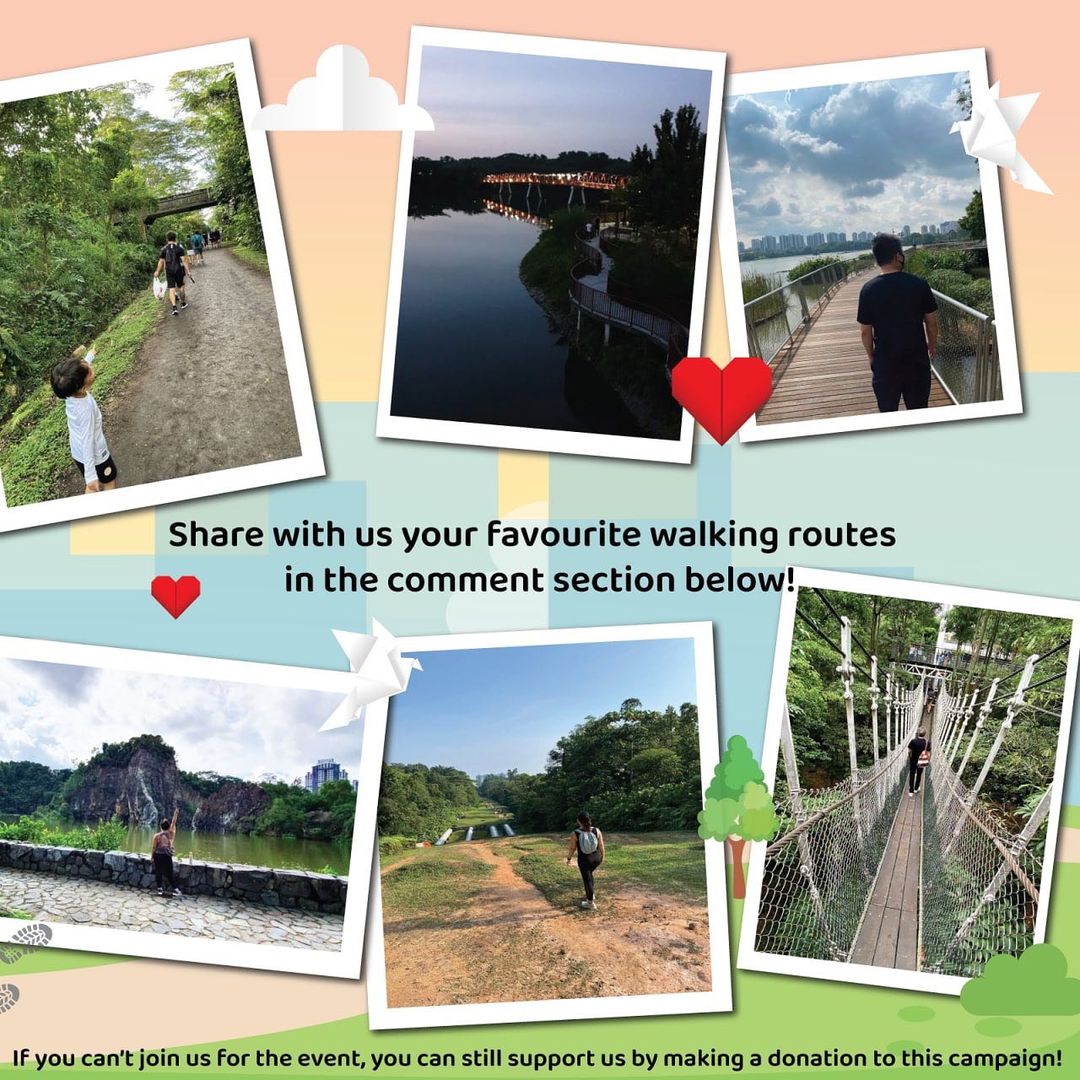 Share with us your favourite walking routes
in the comment section below!
If you can't join us for the event, you can still support us by making a donation to this campaign!